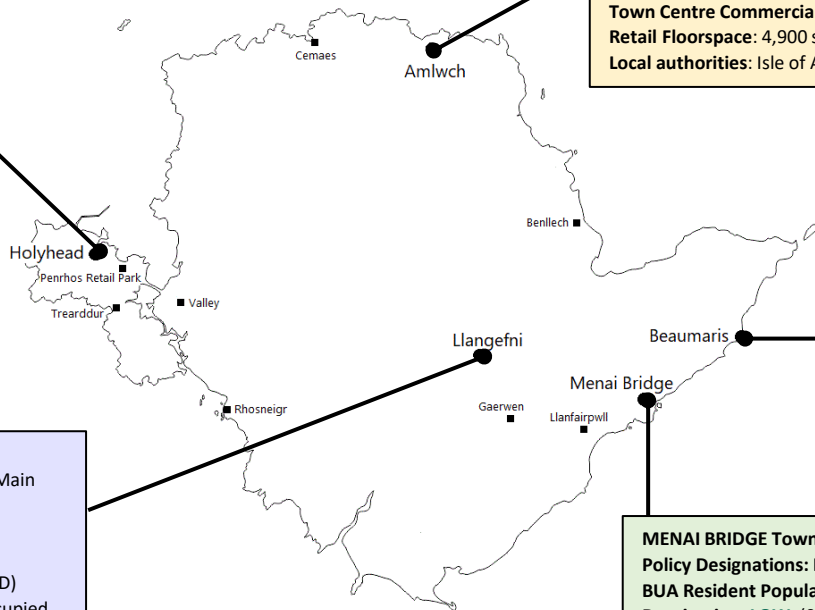 Town Centre Commercia
Retail Floorspace: 4,900 s
Local authorities: Isle of A
Cemaes
Amlwch
Benllech
Holyhead
Penrhos Retail Park
Trearddur
Valley
Llangefni
Beaumaris
Menai Bridge
Gaerwen
Llanfairpwll
Rhosneigr
Main
D)
cupied
MENAI BRIDGE Town
Policy Designations:
BUA Resident Popula